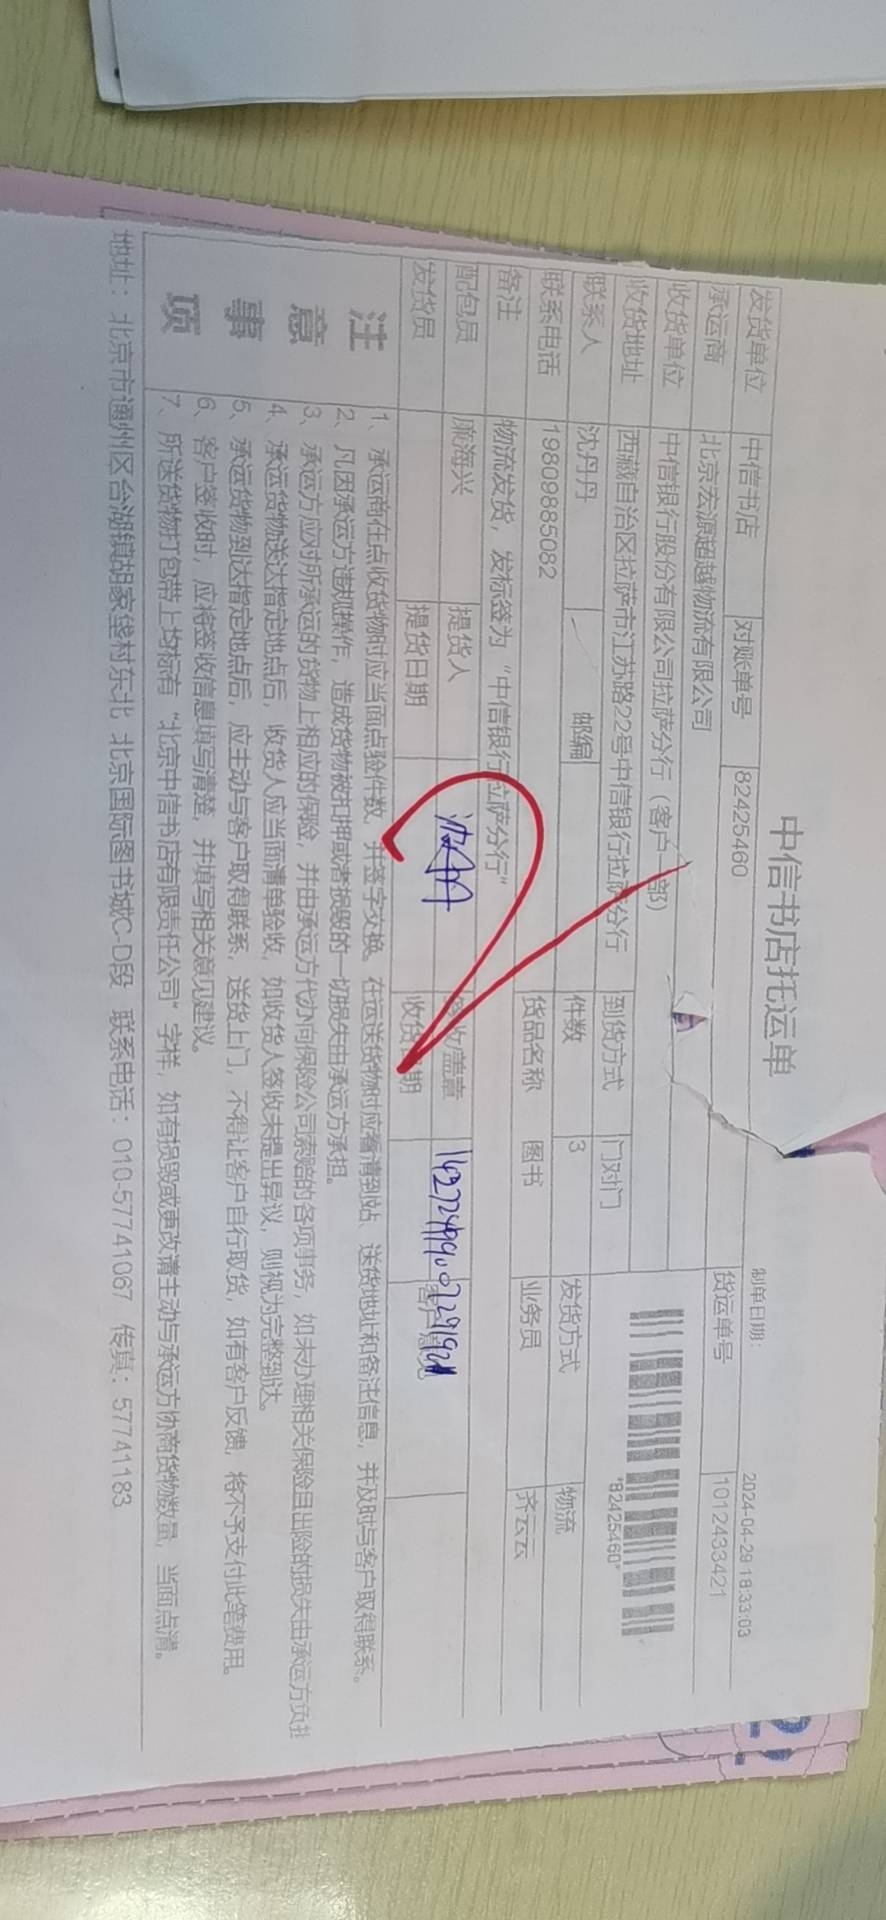 中信书店托运单
制单日期: 2024-04-29 18:33:03
发货单位 中信书店 对账单号 82425460 货运单号 1012433421
承运商 北京宏源超越物流有限公司
收货单位 中信银行股份有限公司拉萨分行（客户一部）
*82425460*
收货地址 西藏自治区拉萨市江苏路22号中信银行拉萨分行 到货方式 门对门
联系人 沈丹丹 邮编 件数 3 发货方式 物流
联系电话 19809885082 货品名称 图书 业务员 齐云云
备注 物流发货，发标签为“中信银行拉萨分行”
配包员 廉海兴 提货人 签收/盖章
发货员 提货日期 收货日期
注意事项
1、承运商在点收货物时应当面点验件数，并签字交换，在运送货物时应看清到站，送货地址和备注信息，并及时与客户取得联系。
2、凡因承运方违机操作，造成货物被扣押或者损毁的一切损失由承运方承担。
3、承运方应对所承运的货物上相应的保险，并由承运方代办向保险公司索赔的各项事务，如未办理相关保险且出险的损失由承运方负担
4、承运货物送达指定地点后，收货人应当面清单验收，如收货人签收未提出异议，则视为完整到达。
5、承运货物到达指定地点后，应主动与客户取得联系，送货上门，不得让客户自行取货，如有客户反馈，将不予支付此笔费用。
6、客户签收时，应将签收信息填写清楚，并填写相关意见建议。
7、所送货物打包带上均标有“北京中信书店有限责任公司”字样，如有损毁或更改请主动与承运方协商货物数量，当面点清。
地址：北京市通州区台湖镇胡家垡村东北 北京国际图书城C-D段 联系电话：010-57741067 传真：57741183